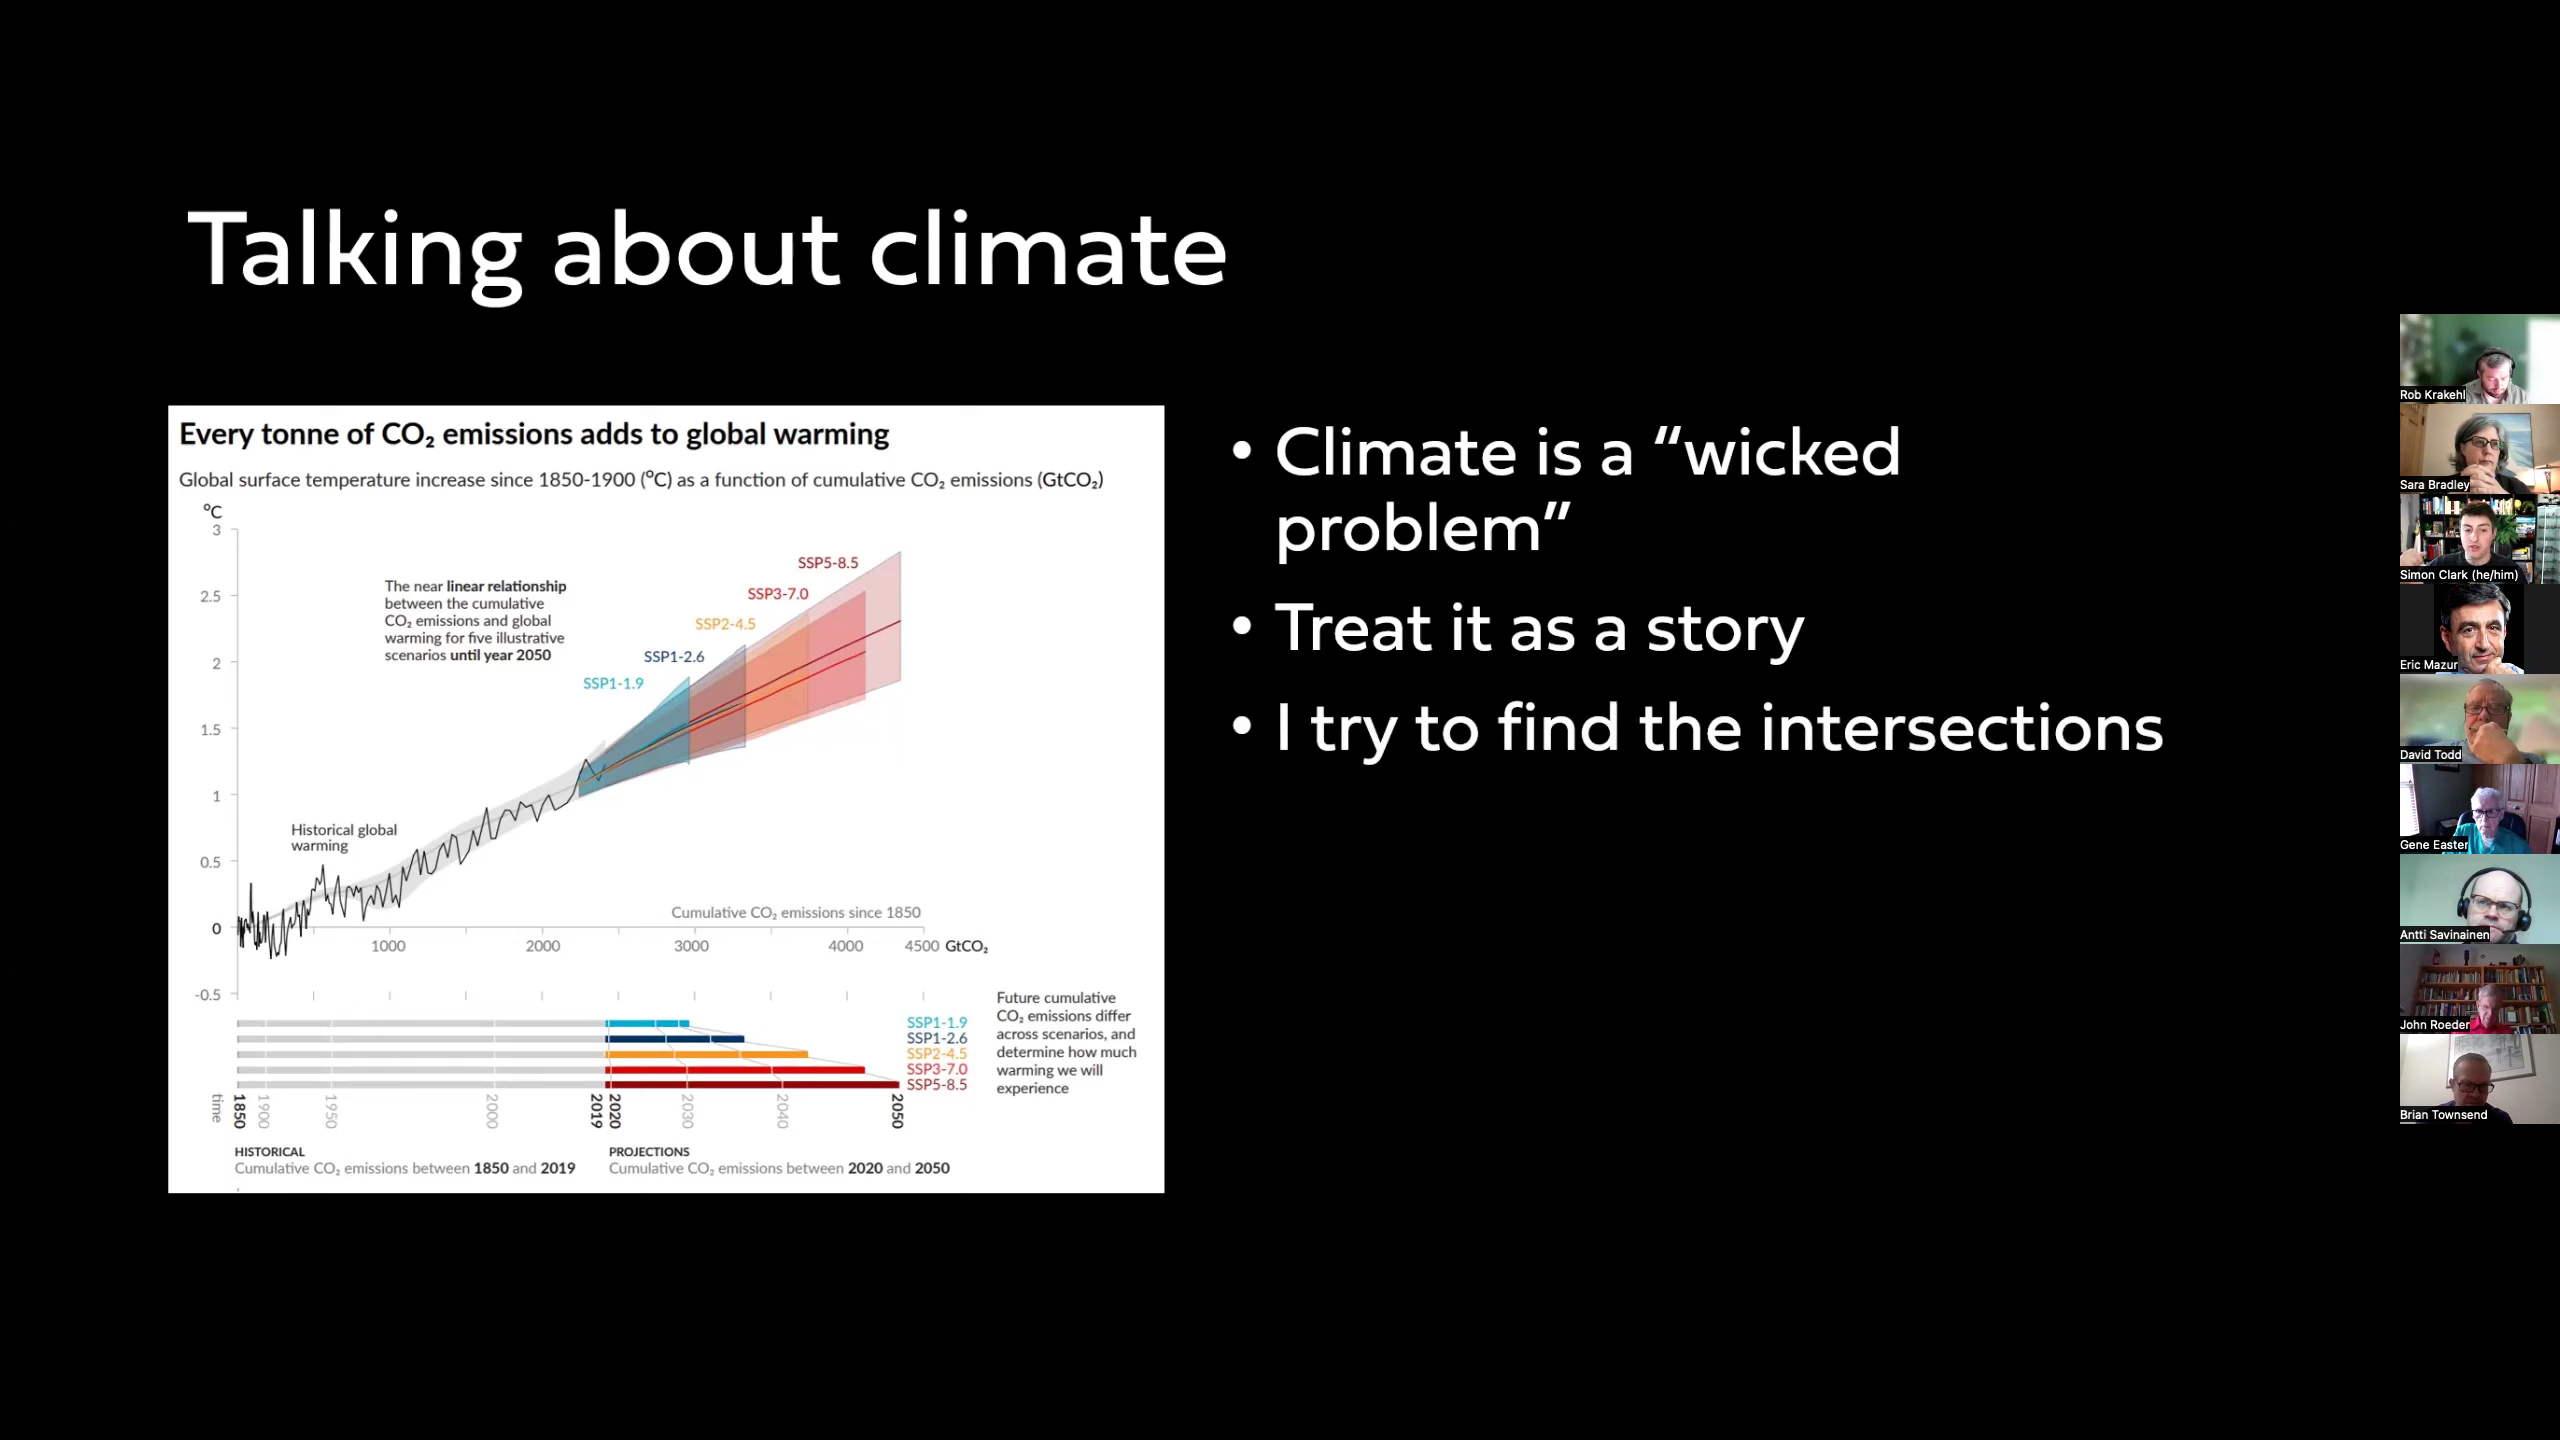 Talking about climate
Every tonne of CO₂ emissions adds to global warming
Global surface temperature increase since 1850-1900 (°C) as a function of cumulative CO₂ emissions (GtCO₂)
°C
3
2.5
2
1.5
1
0.5
0
-0.5
The near linear relationship
between the cumulative
CO₂ emissions and global
warming for five illustrative
scenarios until year 2050
SSP5-8.5
SSP3-7.0
SSP2-4.5
SSP1-2.6
SSP1-1.9
Historical global
warming
Cumulative CO₂ emissions since 1850
1000 2000 3000 4000 4500 GtCO₂
SSP1-1.9
SSP1-2.6
SSP2-4.5
SSP3-7.0
SSP5-8.5
Future cumulative
CO₂ emissions differ
across scenarios, and
determine how much
warming we will
experience
time 1850 1900 1950 2000 2019 2020 2030 2040 2050
HISTORICAL
Cumulative CO₂ emissions between 1850 and 2019
PROJECTIONS
Cumulative CO₂ emissions between 2020 and 2050
• Climate is a “wicked
problem”
• Treat it as a story
• I try to find the intersections
Rob Krakehl
Sara Bradley
Simon Clark (he/him)
Eric Mazur
David Todd
Gene Easter
Antti Savinainen
John Roeder
Brian Townsend